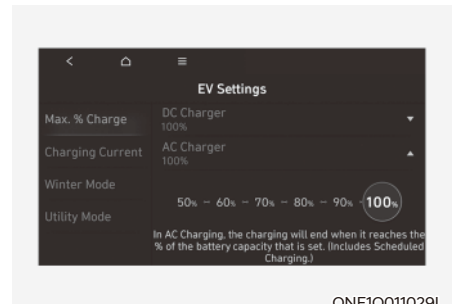 EV Settings
Max. % Charge
DC Charger
100%
Charging Current
AC Charger
100%
Winter Mode
50% - 60% - 70% - 80% - 90% - 100%
Utility Mode
In AC Charging, the charging will end when it reaches the
% of the battery capacity that is set. (Includes Scheduled
Charging.)
ONE1Q011029L